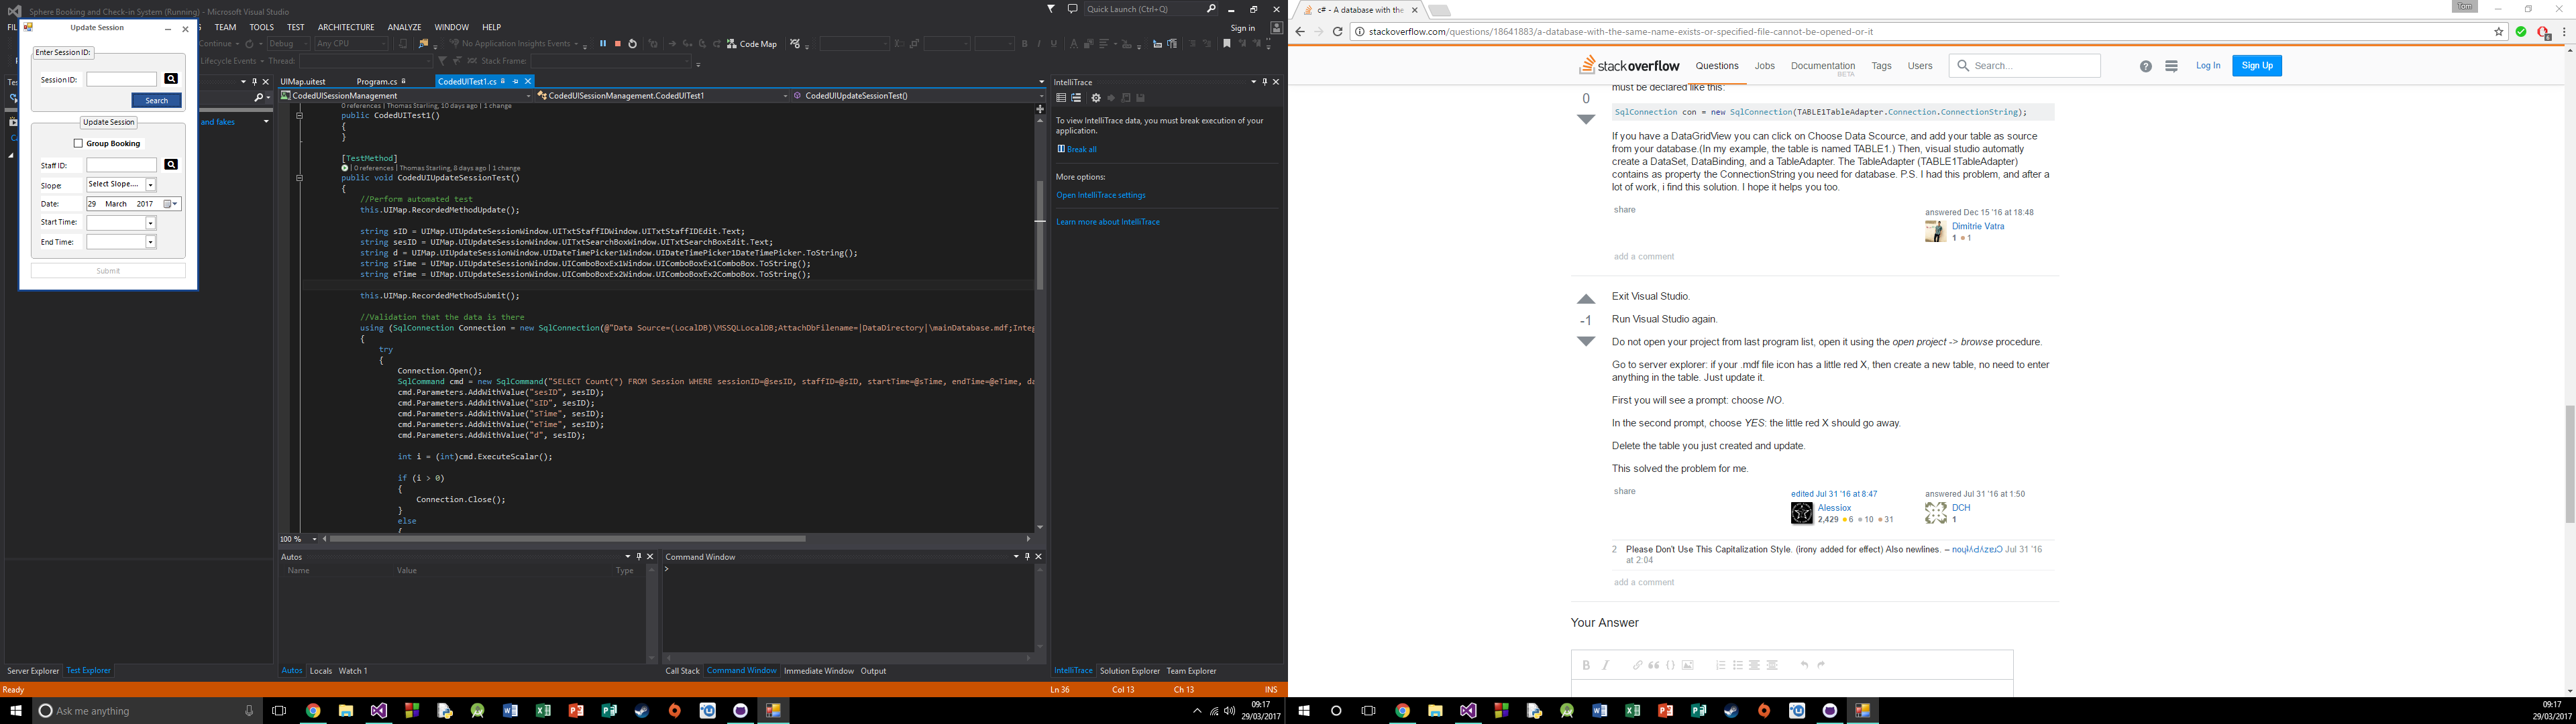 Sphere Booking and Check-in System (Running) - Microsoft Visual Studio
Quick Launch (Ctrl+Q)
TEAM TOOLS TEST ARCHITECTURE ANALYZE WINDOW HELP
Sign in
Continue Debug Any CPU No Application Insights Events Code Map
Lifecycle Events Thread: Stack Frame:
Update Session
Enter Session ID:
Session ID:
Search
Update Session
Group Booking
Staff ID:
Slope: Select Slope....
Date: 29 March 2017
Start Time:
End Time:
Submit
and fakes
UIMap.uitest Program.cs CodedUITest1.cs
CodedUISessionManagement CodedUISessionManagement.CodedUITest1 CodedUIUpdateSessionTest()
0 references | Thomas Starling, 10 days ago | 1 change
public CodedUITest1()
{
}
[TestMethod]
| 0 references | Thomas Starling, 8 days ago | 1 change
public void CodedUIUpdateSessionTest()
{
//Perform automated test
this.UIMap.RecordedMethodUpdate();
string sID = UIMap.UIUpdateSessionWindow.UITxtStaffIDWindow.UITxtStaffIDEdit.Text;
string sesID = UIMap.UIUpdateSessionWindow.UITxtSearchBoxWindow.UITxtSearchBoxEdit.Text;
string d = UIMap.UIUpdateSessionWindow.UIDateTimePicker1Window.UIDateTimePicker1DateTimePicker.ToString();
string sTime = UIMap.UIUpdateSessionWindow.UIComboBoxEx1Window.UIComboBoxEx1ComboBox.ToString();
string eTime = UIMap.UIUpdateSessionWindow.UIComboBoxEx2Window.UIComboBoxEx2ComboBox.ToString();
this.UIMap.RecordedMethodSubmit();
//Validation that the data is there
using (SqlConnection Connection = new SqlConnection(@"Data Source=(LocalDB)\MSSQLLocalDB;AttachDbFilename=|DataDirectory|\mainDatabase.mdf;Integ
{
try
{
Connection.Open();
SqlCommand cmd = new SqlCommand("SELECT Count(*) FROM Session WHERE sessionID=@sesID, staffID=@sID, startTime=@sTime, endTime=@eTime, da
cmd.Parameters.AddWithValue("sesID", sesID);
cmd.Parameters.AddWithValue("sID", sesID);
cmd.Parameters.AddWithValue("sTime", sesID);
cmd.Parameters.AddWithValue("eTime", sesID);
cmd.Parameters.AddWithValue("d", sesID);
int i = (int)cmd.ExecuteScalar();
if (i > 0)
{
Connection.Close();
}
else
{
100 %
IntelliTrace
To view IntelliTrace data, you must break execution of your
application.
Break all
More options:
Open IntelliTrace settings
Learn more about IntelliTrace
Autos
Name Value Type
Command Window
>
Server Explorer Test Explorer
Autos Locals Watch 1
Call Stack Command Window Immediate Window Output
IntelliTrace Solution Explorer Team Explorer
Ready
Ln 36 Col 13 Ch 13 INS
Ask me anything
09:17
29/03/2017
c# - A database with the
Tom
stackoverflow.com/questions/18641883/a-database-with-the-same-name-exists-or-specified-file-cannot-be-opened-or-it
stackoverflow Questions Jobs Documentation BETA Tags Users Search... Log In Sign Up
must be declared like this:
0
SqlConnection con = new SqlConnection(TABLE1TableAdapter.Connection.ConnectionString);
If you have a DataGridView you can click on Choose Data Scource, and add your table as source
from your database.(In my example, the table is named TABLE1.) Then, visual studio automatly
create a DataSet, DataBinding, and a TableAdapter. The TableAdapter (TABLE1TableAdapter)
contains as property the ConnectionString you need for database. P.S. I had this problem, and after a
lot of work, i find this solution. I hope it helps you too.
share
answered Dec 15 '16 at 18:48
Dimitrie Vatra
1 1
add a comment
Exit Visual Studio.
-1
Run Visual Studio again.
Do not open your project from last program list, open it using the open project -> browse procedure.
Go to server explorer: if your .mdf file icon has a little red X, then create a new table, no need to enter
anything in the table. Just update it.
First you will see a prompt: choose NO.
In the second prompt, choose YES: the little red X should go away.
Delete the table you just created and update.
This solved the problem for me.
share
edited Jul 31 '16 at 8:47
Alessiox
2,429 6 10 31
answered Jul 31 '16 at 1:50
DCH
1
2 Please Don't Use This Capitalization Style. (irony added for effect) Also newlines. – Jul 31 '16
at 2:04
add a comment
Your Answer
09:17
29/03/2017